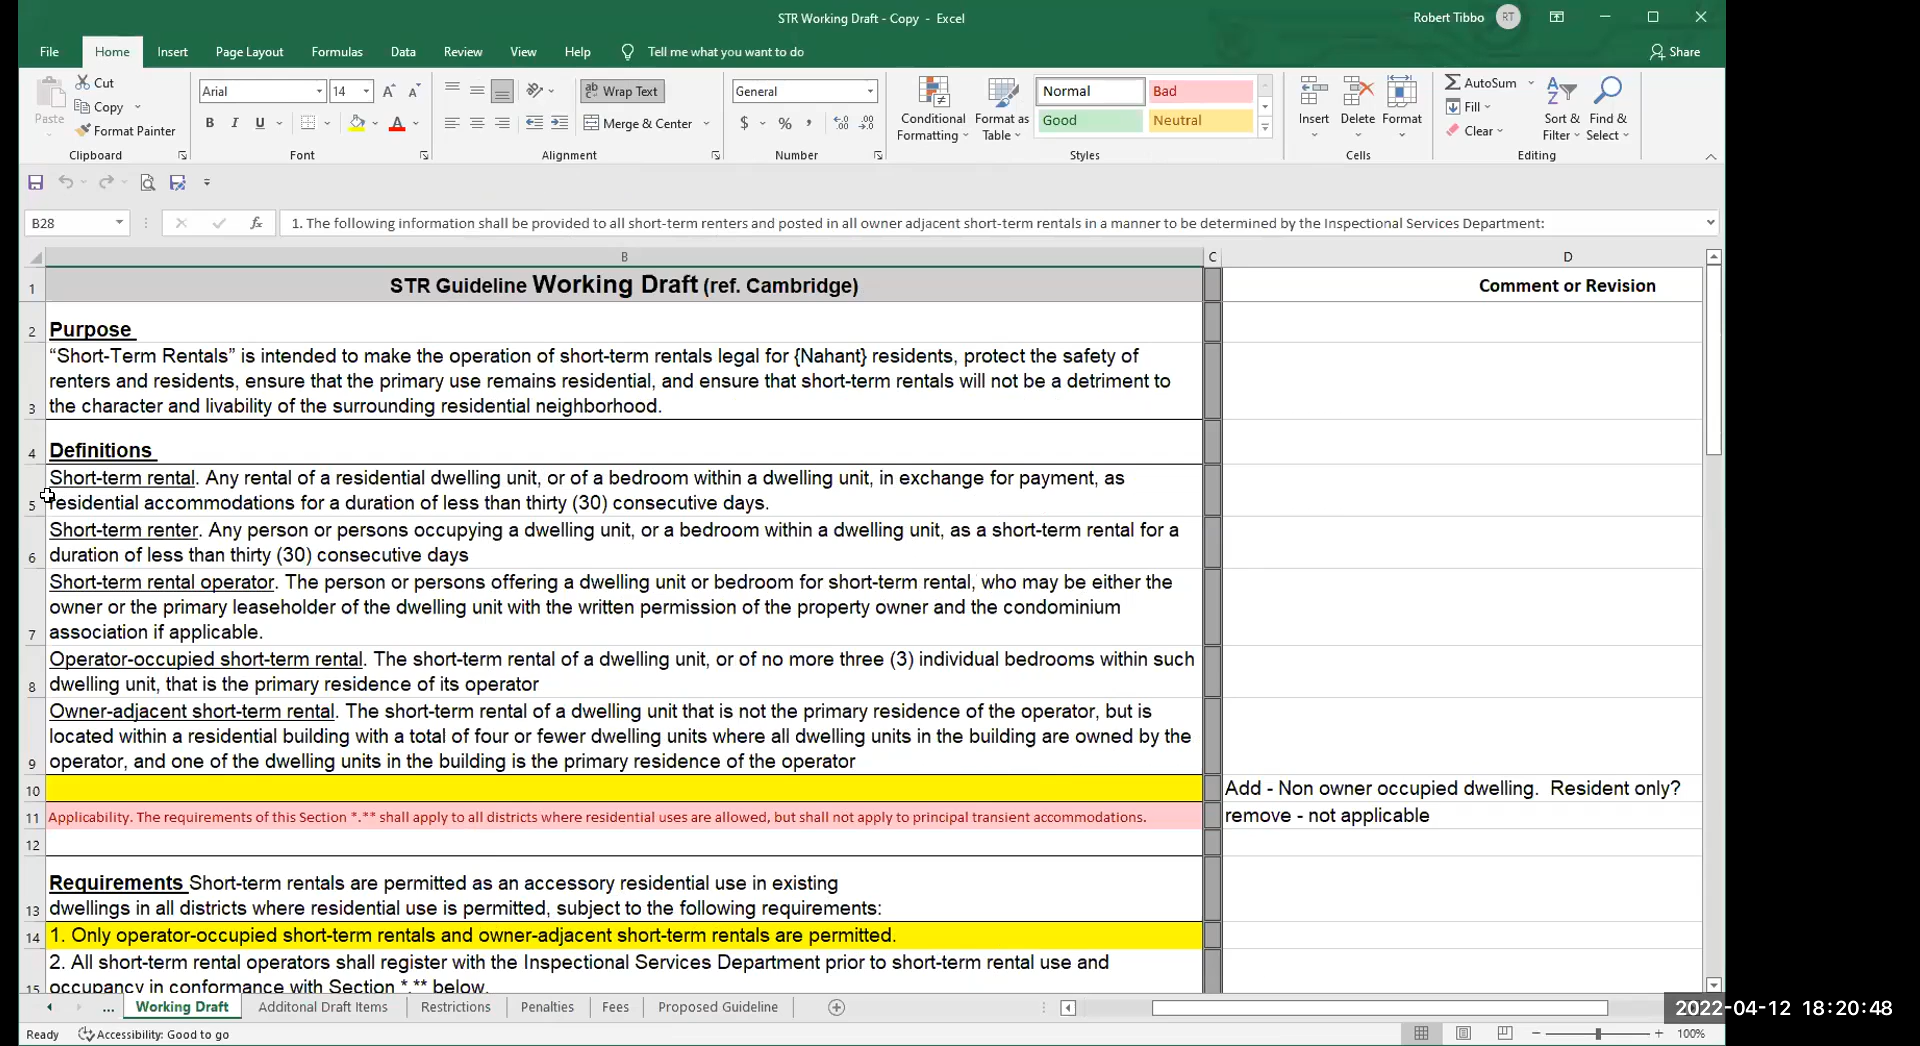 STR Working Draft - Copy - Excel
Robert Tibbo RT
File Home Insert Page Layout Formulas Data Review View Help Tell me what you want to do Share
Paste
Cut
Copy
Format Painter
Clipboard
Arial 14 A A
B I U A
Font
ab Wrap Text
Merge & Center
Alignment
General
$ % ,
Number
Conditional Formatting
Format as Table
Normal Bad
Good Neutral
Styles
Insert Delete Format
Cells
AutoSum
Fill
Clear
Sort & Filter
Find & Select
Editing
B28 fx 1. The following information shall be provided to all short-term renters and posted in all owner adjacent short-term rentals in a manner to be determined by the Inspectional Services Department:
B C D
1 STR Guideline Working Draft (ref. Cambridge) Comment or Revision
2 Purpose
“Short-Term Rentals” is intended to make the operation of short-term rentals legal for {Nahant} residents, protect the safety of
renters and residents, ensure that the primary use remains residential, and ensure that short-term rentals will not be a detriment to
3 the character and livability of the surrounding residential neighborhood.
4 Definitions
Short-term rental. Any rental of a residential dwelling unit, or of a bedroom within a dwelling unit, in exchange for payment, as
5 residential accommodations for a duration of less than thirty (30) consecutive days.
Short-term renter. Any person or persons occupying a dwelling unit, or a bedroom within a dwelling unit, as a short-term rental for a
6 duration of less than thirty (30) consecutive days
Short-term rental operator. The person or persons offering a dwelling unit or bedroom for short-term rental, who may be either the
owner or the primary leaseholder of the dwelling unit with the written permission of the property owner and the condominium
7 association if applicable.
Operator-occupied short-term rental. The short-term rental of a dwelling unit, or of no more three (3) individual bedrooms within such
8 dwelling unit, that is the primary residence of its operator
Owner-adjacent short-term rental. The short-term rental of a dwelling unit that is not the primary residence of the operator, but is
located within a residential building with a total of four or fewer dwelling units where all dwelling units in the building are owned by the
9 operator, and one of the dwelling units in the building is the primary residence of the operator
10 Add - Non owner occupied dwelling. Resident only?
11 Applicability. The requirements of this Section *.** shall apply to all districts where residential uses are allowed, but shall not apply to principal transient accommodations. remove - not applicable
12
Requirements Short-term rentals are permitted as an accessory residential use in existing
13 dwellings in all districts where residential use is permitted, subject to the following requirements:
14 1. Only operator-occupied short-term rentals and owner-adjacent short-term rentals are permitted.
2. All short-term rental operators shall register with the Inspectional Services Department prior to short-term rental use and
15 occupancy in conformance with Section *.** below.
... Working Draft Additonal Draft Items Restrictions Penalties Fees Proposed Guideline
2022-04-12 18:20:48
Ready Accessibility: Good to go 100%